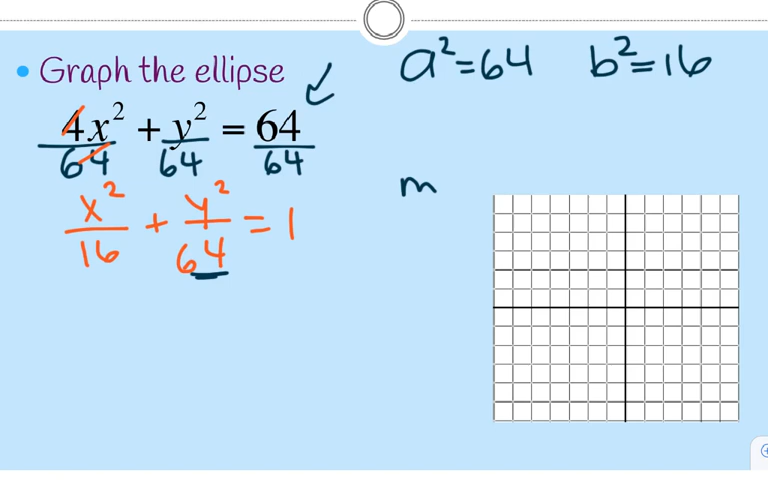 • Graph the ellipse
4x² + y² = 64
64 64 64
x² + y² = 1
16 64
a² = 64 b² = 16
m